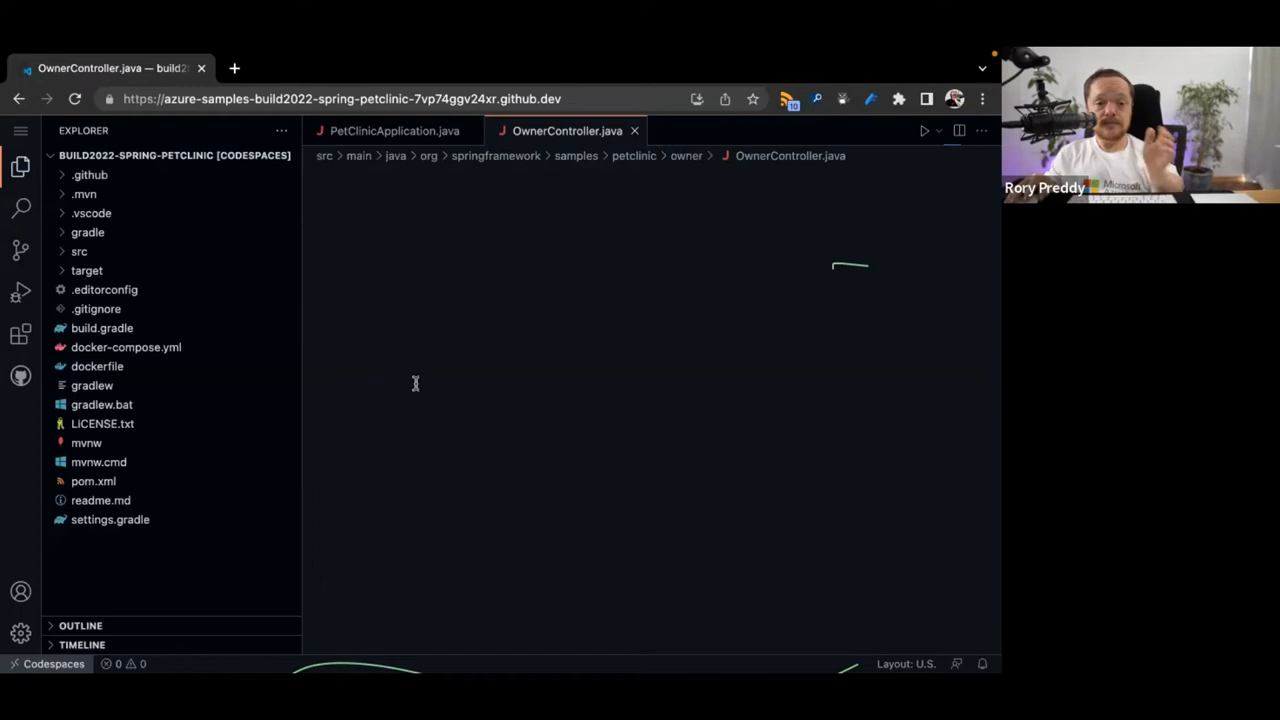 OwnerController.java — build2
https://azure-samples-build2022-spring-petclinic-7vp74ggv24xr.github.dev
10
EXPLORER
PetClinicApplication.java
OwnerController.java
BUILD2022-SPRING-PETCLINIC [CODESPACES]
src > main > java > org > springframework > samples > petclinic > owner > J OwnerController.java
.github
.mvn
.vscode
gradle
src
target
.editorconfig
.gitignore
build.gradle
docker-compose.yml
dockerfile
gradlew
gradlew.bat
LICENSE.txt
mvnw
mvnw.cmd
pom.xml
readme.md
settings.gradle
OUTLINE
TIMELINE
Codespaces
0
0
Layout: U.S.
Rory Preddy
Microsoft